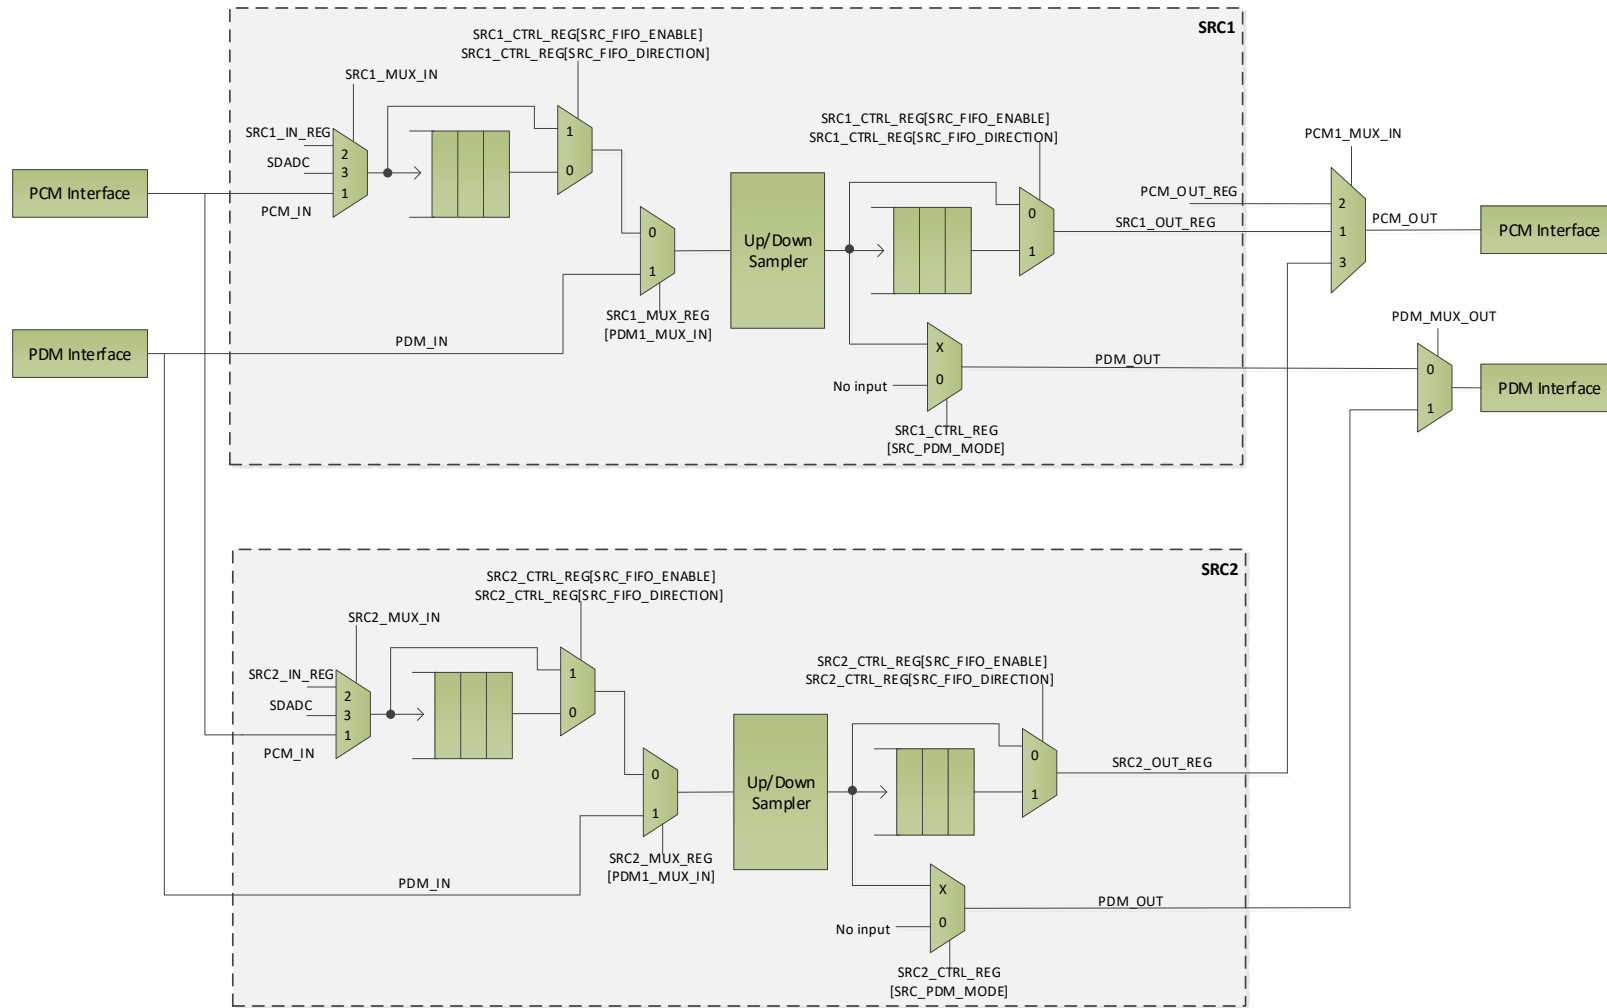 SRC1
SRC1_CTRL_REG[SRC_FIFO_ENABLE]
SRC1_CTRL_REG[SRC_FIFO_DIRECTION]
SRC1_MUX_IN
SRC1_IN_REG
SDADC
PCM_IN
2
3
1
1
0
PCM Interface
0
1
SRC1_MUX_REG
[PDM1_MUX_IN]
Up/Down
Sampler
SRC1_CTRL_REG[SRC_FIFO_ENABLE]
SRC1_CTRL_REG[SRC_FIFO_DIRECTION]
0
1
PCM_OUT_REG
SRC1_OUT_REG
PCM1_MUX_IN
2
1
3
PCM_OUT
PCM Interface
PDM Interface
PDM_IN
X
0
No input
SRC1_CTRL_REG
[SRC_PDM_MODE]
PDM_OUT
PDM_MUX_OUT
0
1
PDM Interface
SRC2
SRC2_CTRL_REG[SRC_FIFO_ENABLE]
SRC2_CTRL_REG[SRC_FIFO_DIRECTION]
SRC2_MUX_IN
SRC2_IN_REG
SDADC
PCM_IN
2
3
1
1
0
0
1
SRC2_MUX_REG
[PDM1_MUX_IN]
Up/Down
Sampler
SRC2_CTRL_REG[SRC_FIFO_ENABLE]
SRC2_CTRL_REG[SRC_FIFO_DIRECTION]
0
1
SRC2_OUT_REG
PDM_IN
X
0
No input
SRC2_CTRL_REG
[SRC_PDM_MODE]
PDM_OUT